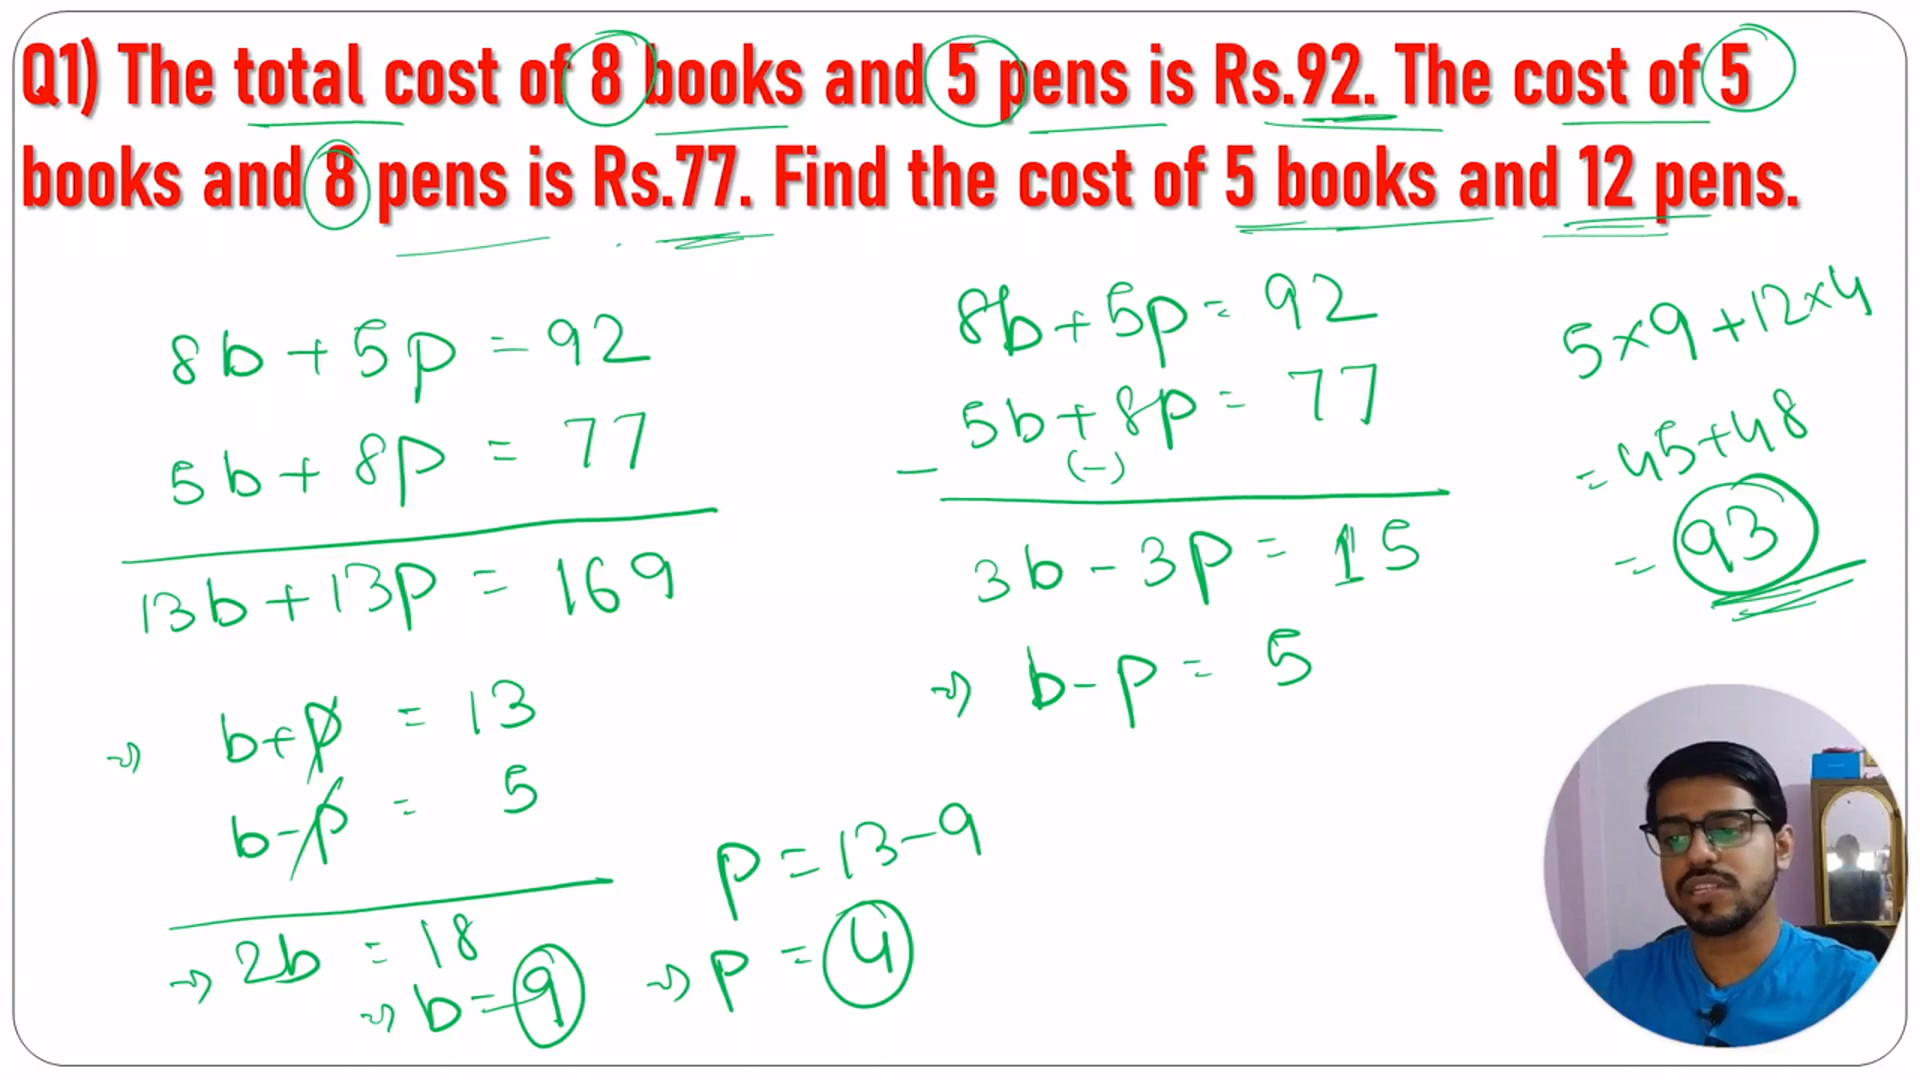 Q1) The total cost of 8 books and 5 pens is Rs.92. The cost of 5
books and 8 pens is Rs.77. Find the cost of 5 books and 12 pens.
8b + 5p = 92
5b + 8p = 77
13b + 13p = 169
⇒ b + p = 13
b - p = 5
⇒ 2b = 18
⇒ b = 9
p = 13 - 9
⇒ p = 4
8b + 5p = 92
- 5b + 8p = 77
(-)
3b - 3p = 15
⇒ b - p = 5
5 × 9 + 12 × 4
= 45 + 48
= 93